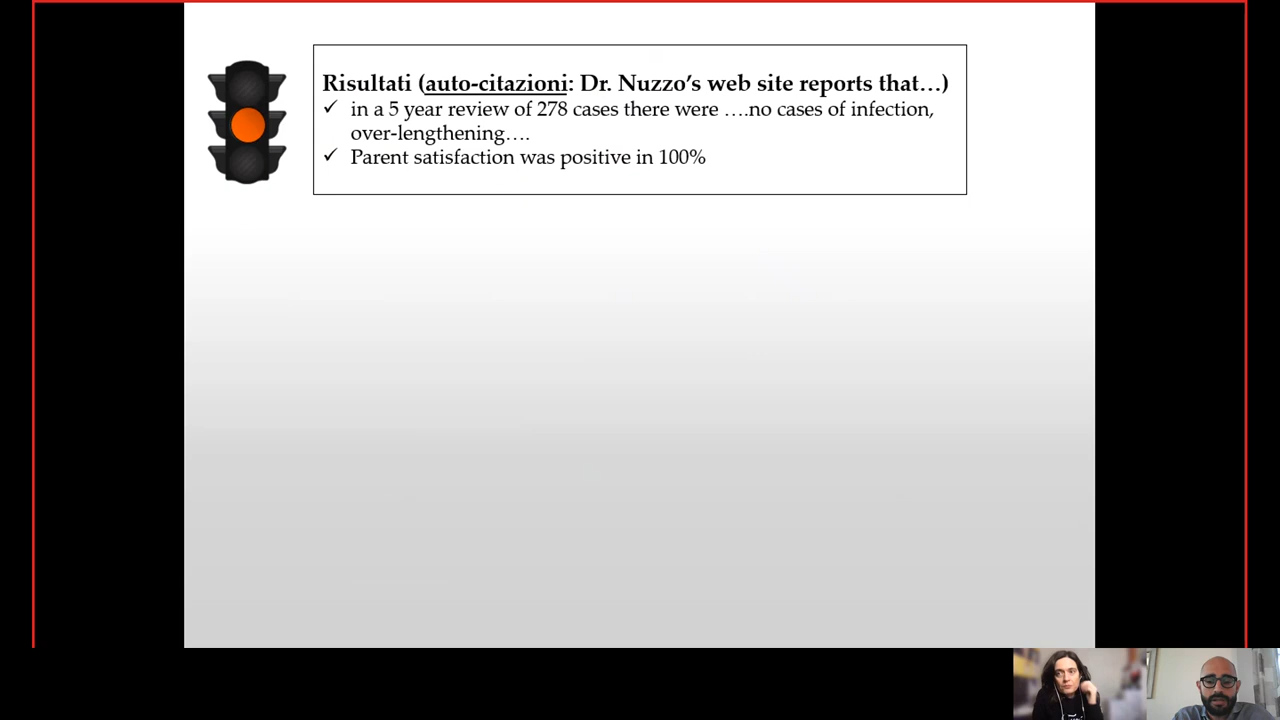 Risultati (auto-citazioni: Dr. Nuzzo’s web site reports that…)
✓ in a 5 year review of 278 cases there were ….no cases of infection,
over-lengthening….
✓ Parent satisfaction was positive in 100%